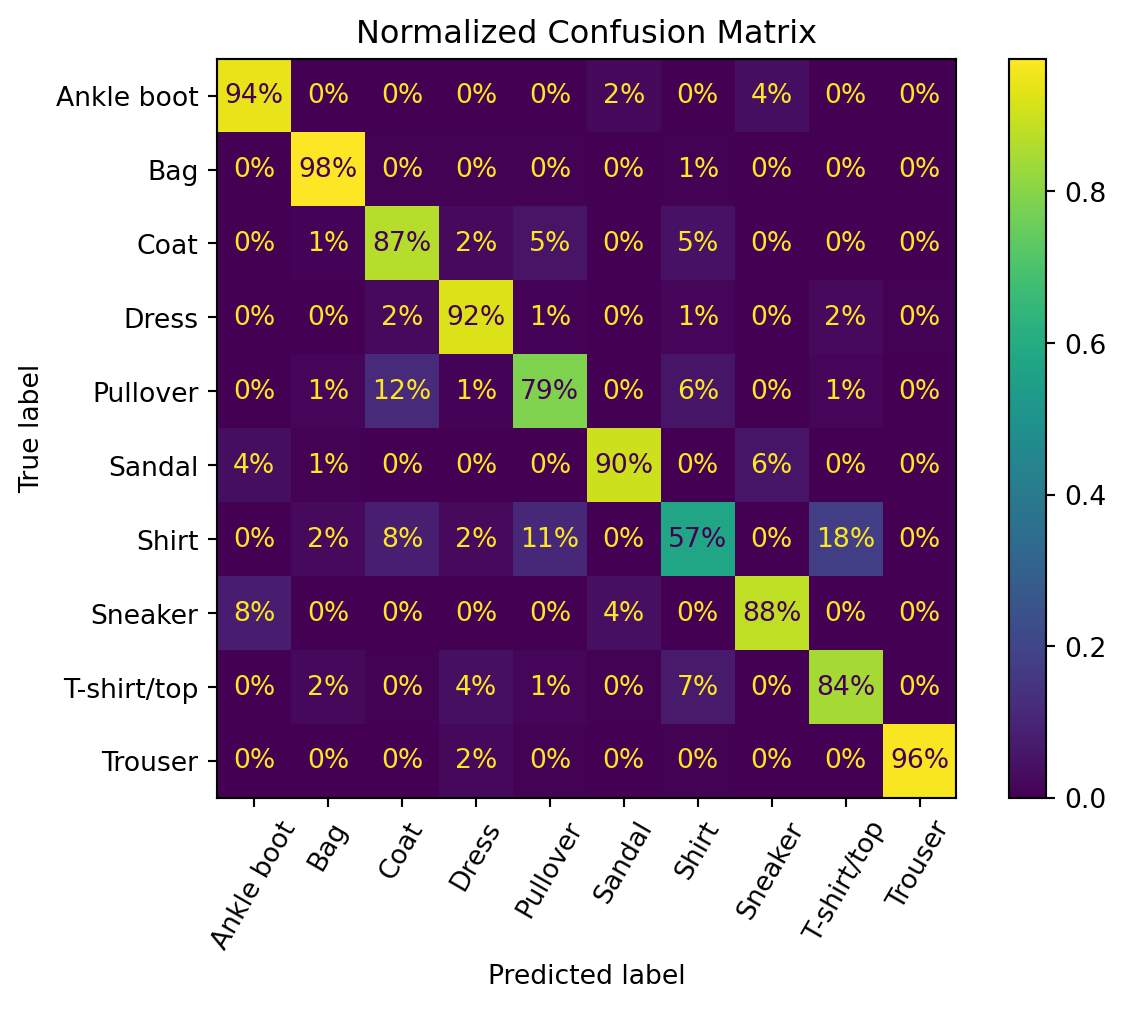 Normalized Confusion Matrix
True label
Ankle boot 94% 0% 0% 0% 0% 2% 0% 4% 0% 0%
Bag 0% 98% 0% 0% 0% 0% 1% 0% 0% 0%
Coat 0% 1% 87% 2% 5% 0% 5% 0% 0% 0%
Dress 0% 0% 2% 92% 1% 0% 1% 0% 2% 0%
Pullover 0% 1% 12% 1% 79% 0% 6% 0% 1% 0%
Sandal 4% 1% 0% 0% 0% 90% 0% 6% 0% 0%
Shirt 0% 2% 8% 2% 11% 0% 57% 0% 18% 0%
Sneaker 8% 0% 0% 0% 0% 4% 0% 88% 0% 0%
T-shirt/top 0% 2% 0% 4% 1% 0% 7% 0% 84% 0%
Trouser 0% 0% 0% 2% 0% 0% 0% 0% 0% 96%
Ankle boot Bag Coat Dress Pullover Sandal Shirt Sneaker T-shirt/top Trouser
Predicted label
0.8
0.6
0.4
0.2
0.0